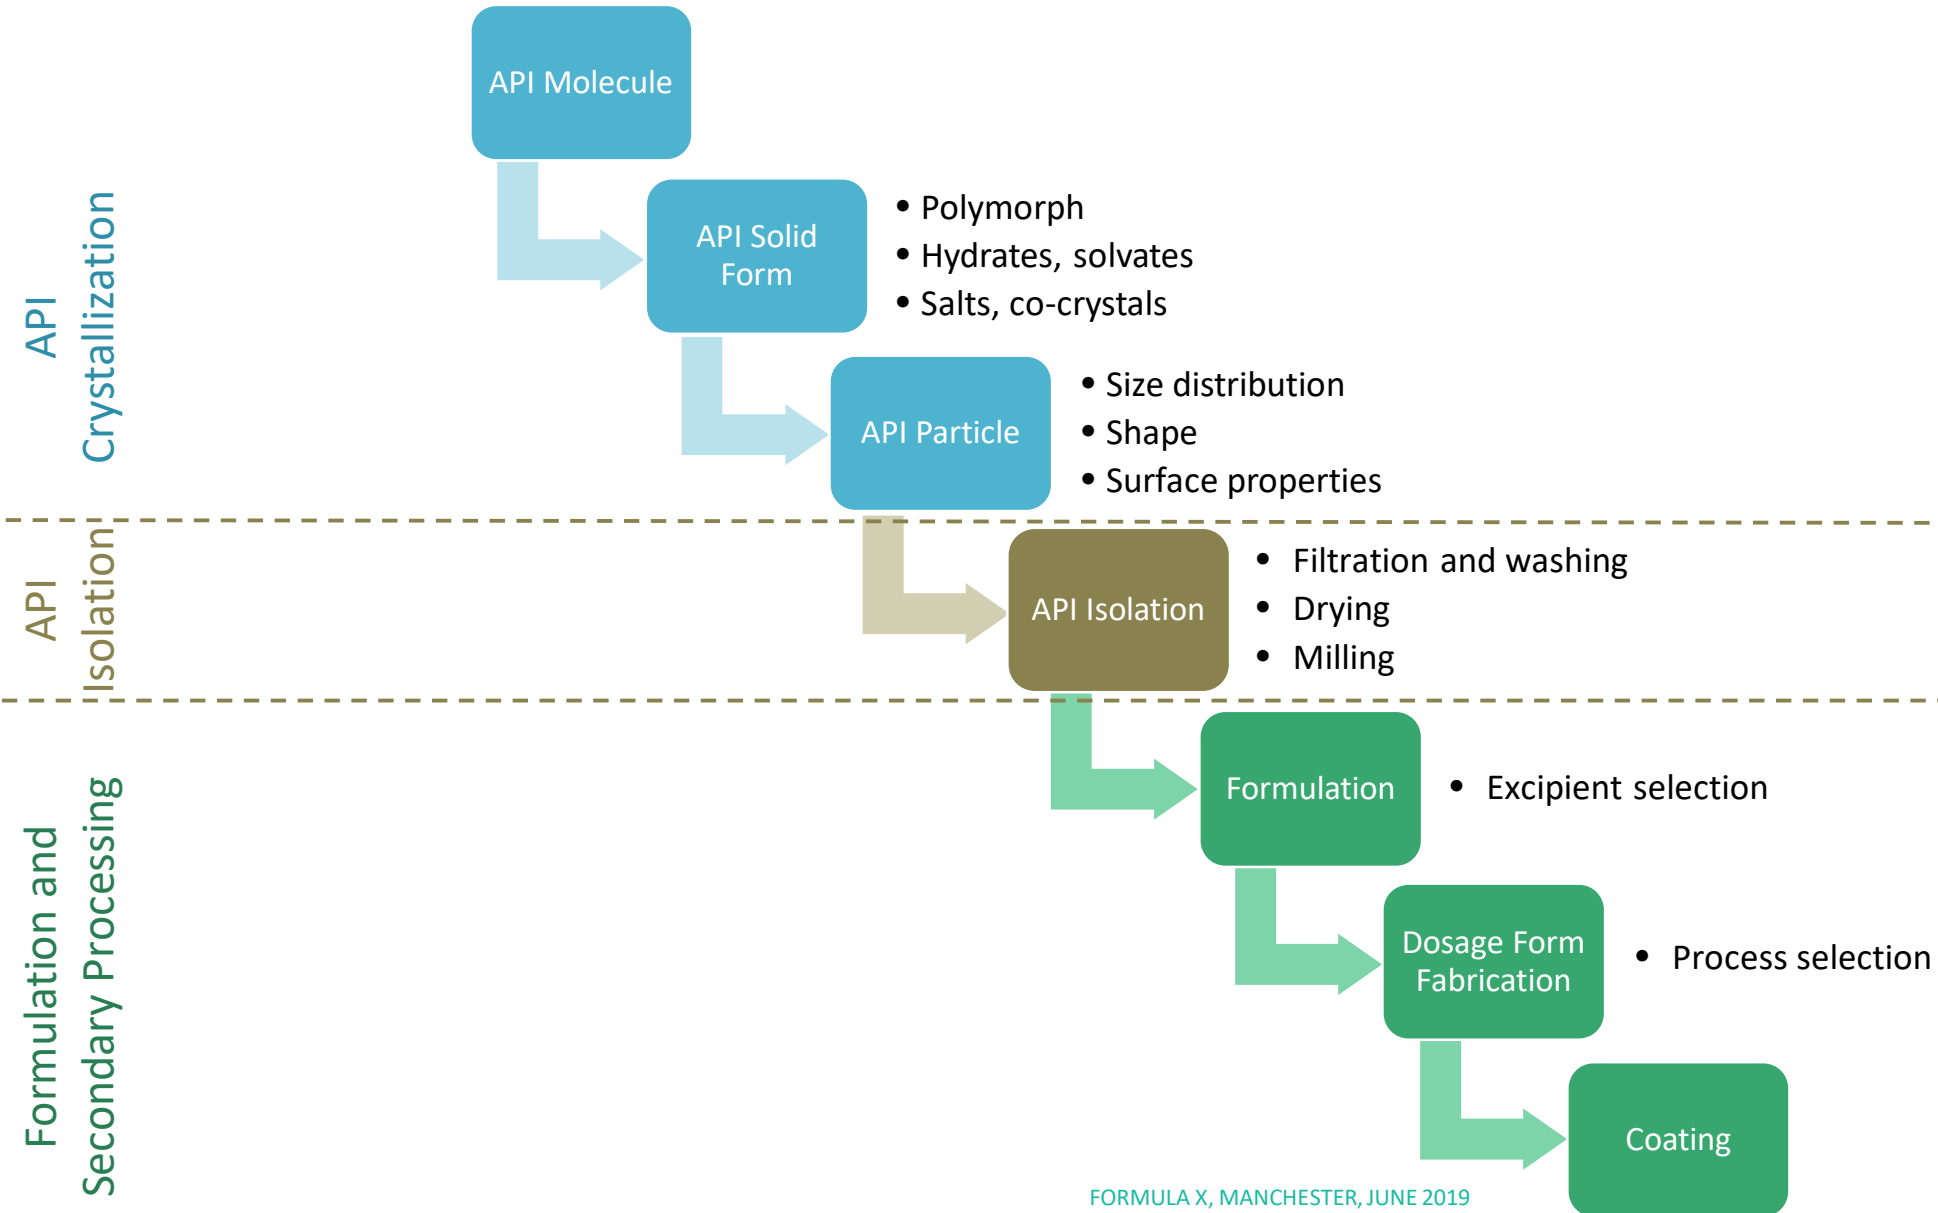 API Molecule
API
Crystallization
API Solid
Form
• Polymorph
• Hydrates, solvates
• Salts, co-crystals
API Particle
• Size distribution
• Shape
• Surface properties
API
Isolation
API Isolation
• Filtration and washing
• Drying
• Milling
Formulation and
Secondary Processing
Formulation
• Excipient selection
Dosage Form
Fabrication
• Process selection
Coating
FORMULA X, MANCHESTER, JUNE 2019